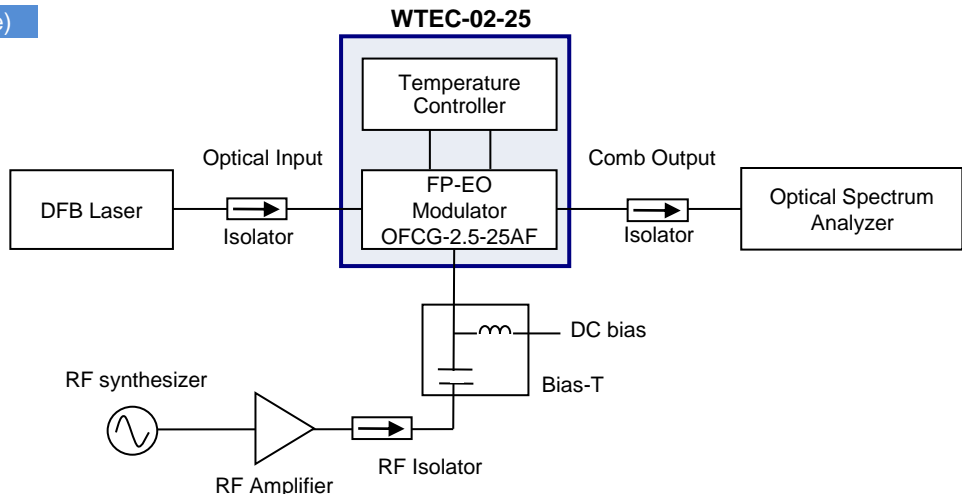 e)
WTEC-02-25
Temperature
Controller
Optical Input
Comb Output
DFB Laser
Isolator
FP-EO
Modulator
OFCG-2.5-25AF
Isolator
Optical Spectrum
Analyzer
DC bias
Bias-T
RF synthesizer
RF Isolator
RF Amplifier